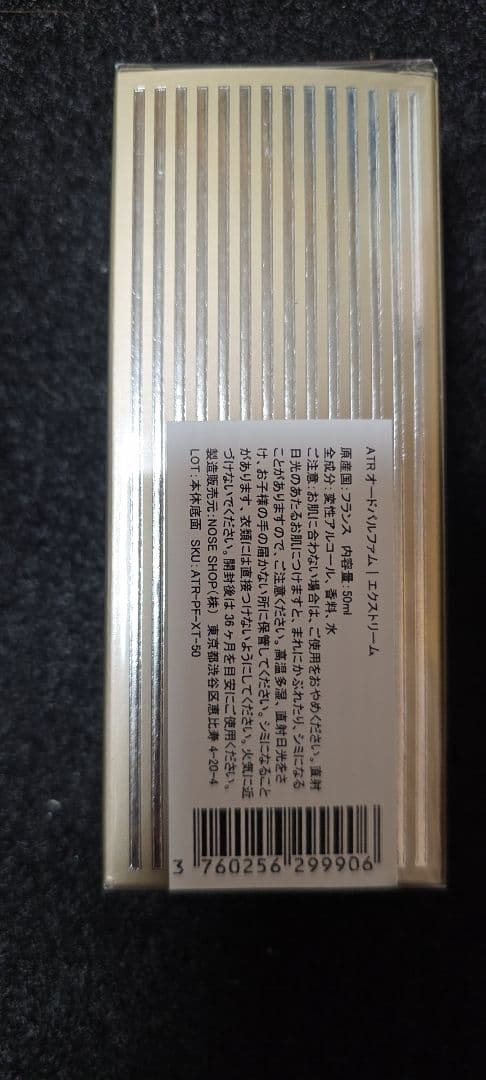 ATR オードパルファム | エクストリーム
原産国:フランス 内容量:50ml
全成分:変性アルコール、香料、水
ご注意:お肌に合わない場合は、ご使用をおやめください。直射
日光のあたるお肌につけますと、まれにかぶれたり、シミになる
ことがありますので、ご注意ください。高温多湿、直射日光をさ
け、お子様の手の届かない所に保管してください。シミになること
があります、衣類には直接つけないようにしてください。火気に近
づけないでください。開封後は 36 ヶ月を目安にご使用ください。
製造販売元:NOSE SHOP(株) 東京都渋谷区恵比寿 4-20-4
LOT:本体底面 SKU:ATR-PF-XT-50
3 760256 299906